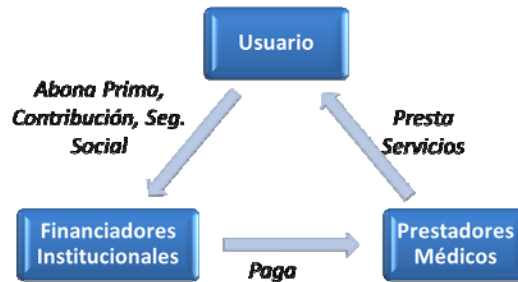 Usuario
Abona Prima,
Contribución, Seg.
Social
Presta
Servicios
Financiadores
Institucionales
Paga
Prestadores
Médicos